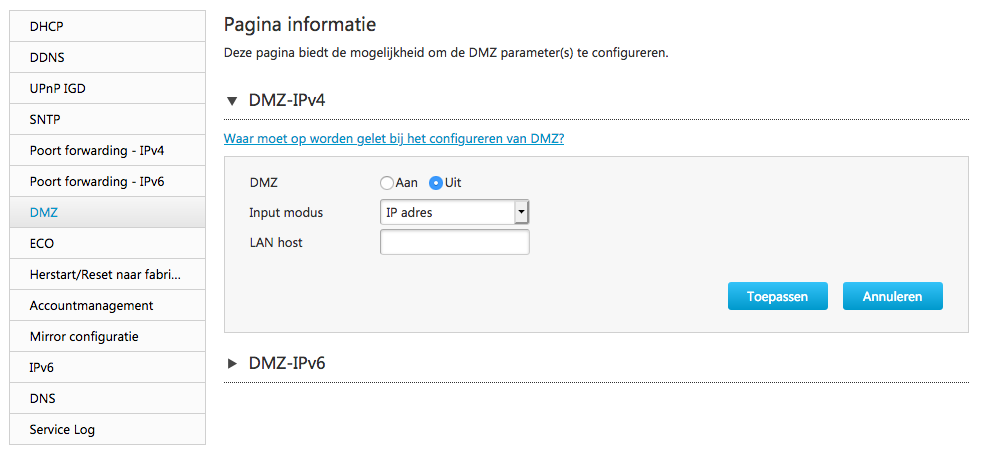 DHCP
DDNS
UPnP IGD
SNTP
Poort forwarding - IPv4
Poort forwarding - IPv6
DMZ
ECO
Herstart/Reset naar fabri...
Accountmanagement
Mirror configuratie
IPv6
DNS
Service Log
Pagina informatie
Deze pagina biedt de mogelijkheid om de DMZ parameter(s) te configureren.
DMZ-IPv4
Waar moet op worden gelet bij het configureren van DMZ?
DMZ Aan Uit
Input modus IP adres
LAN host
Toepassen Annuleren
DMZ-IPv6